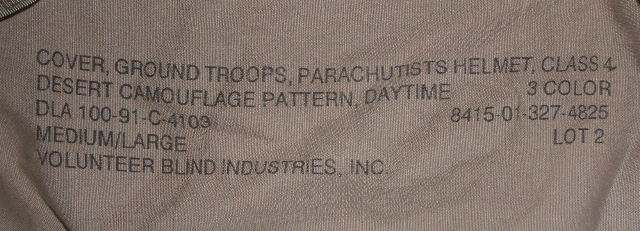 COVER, GROUND TROOPS, PARACHUTISTS HELMET, CLASS 4
DESERT CAMOUFLAGE PATTERN, DAYTIME 3 COLOR
DLA 100-91-C-4103 8415-01-327-4825
MEDIUM/LARGE LOT 2
VOLUNTEER BLIND INDUSTRIES, INC.